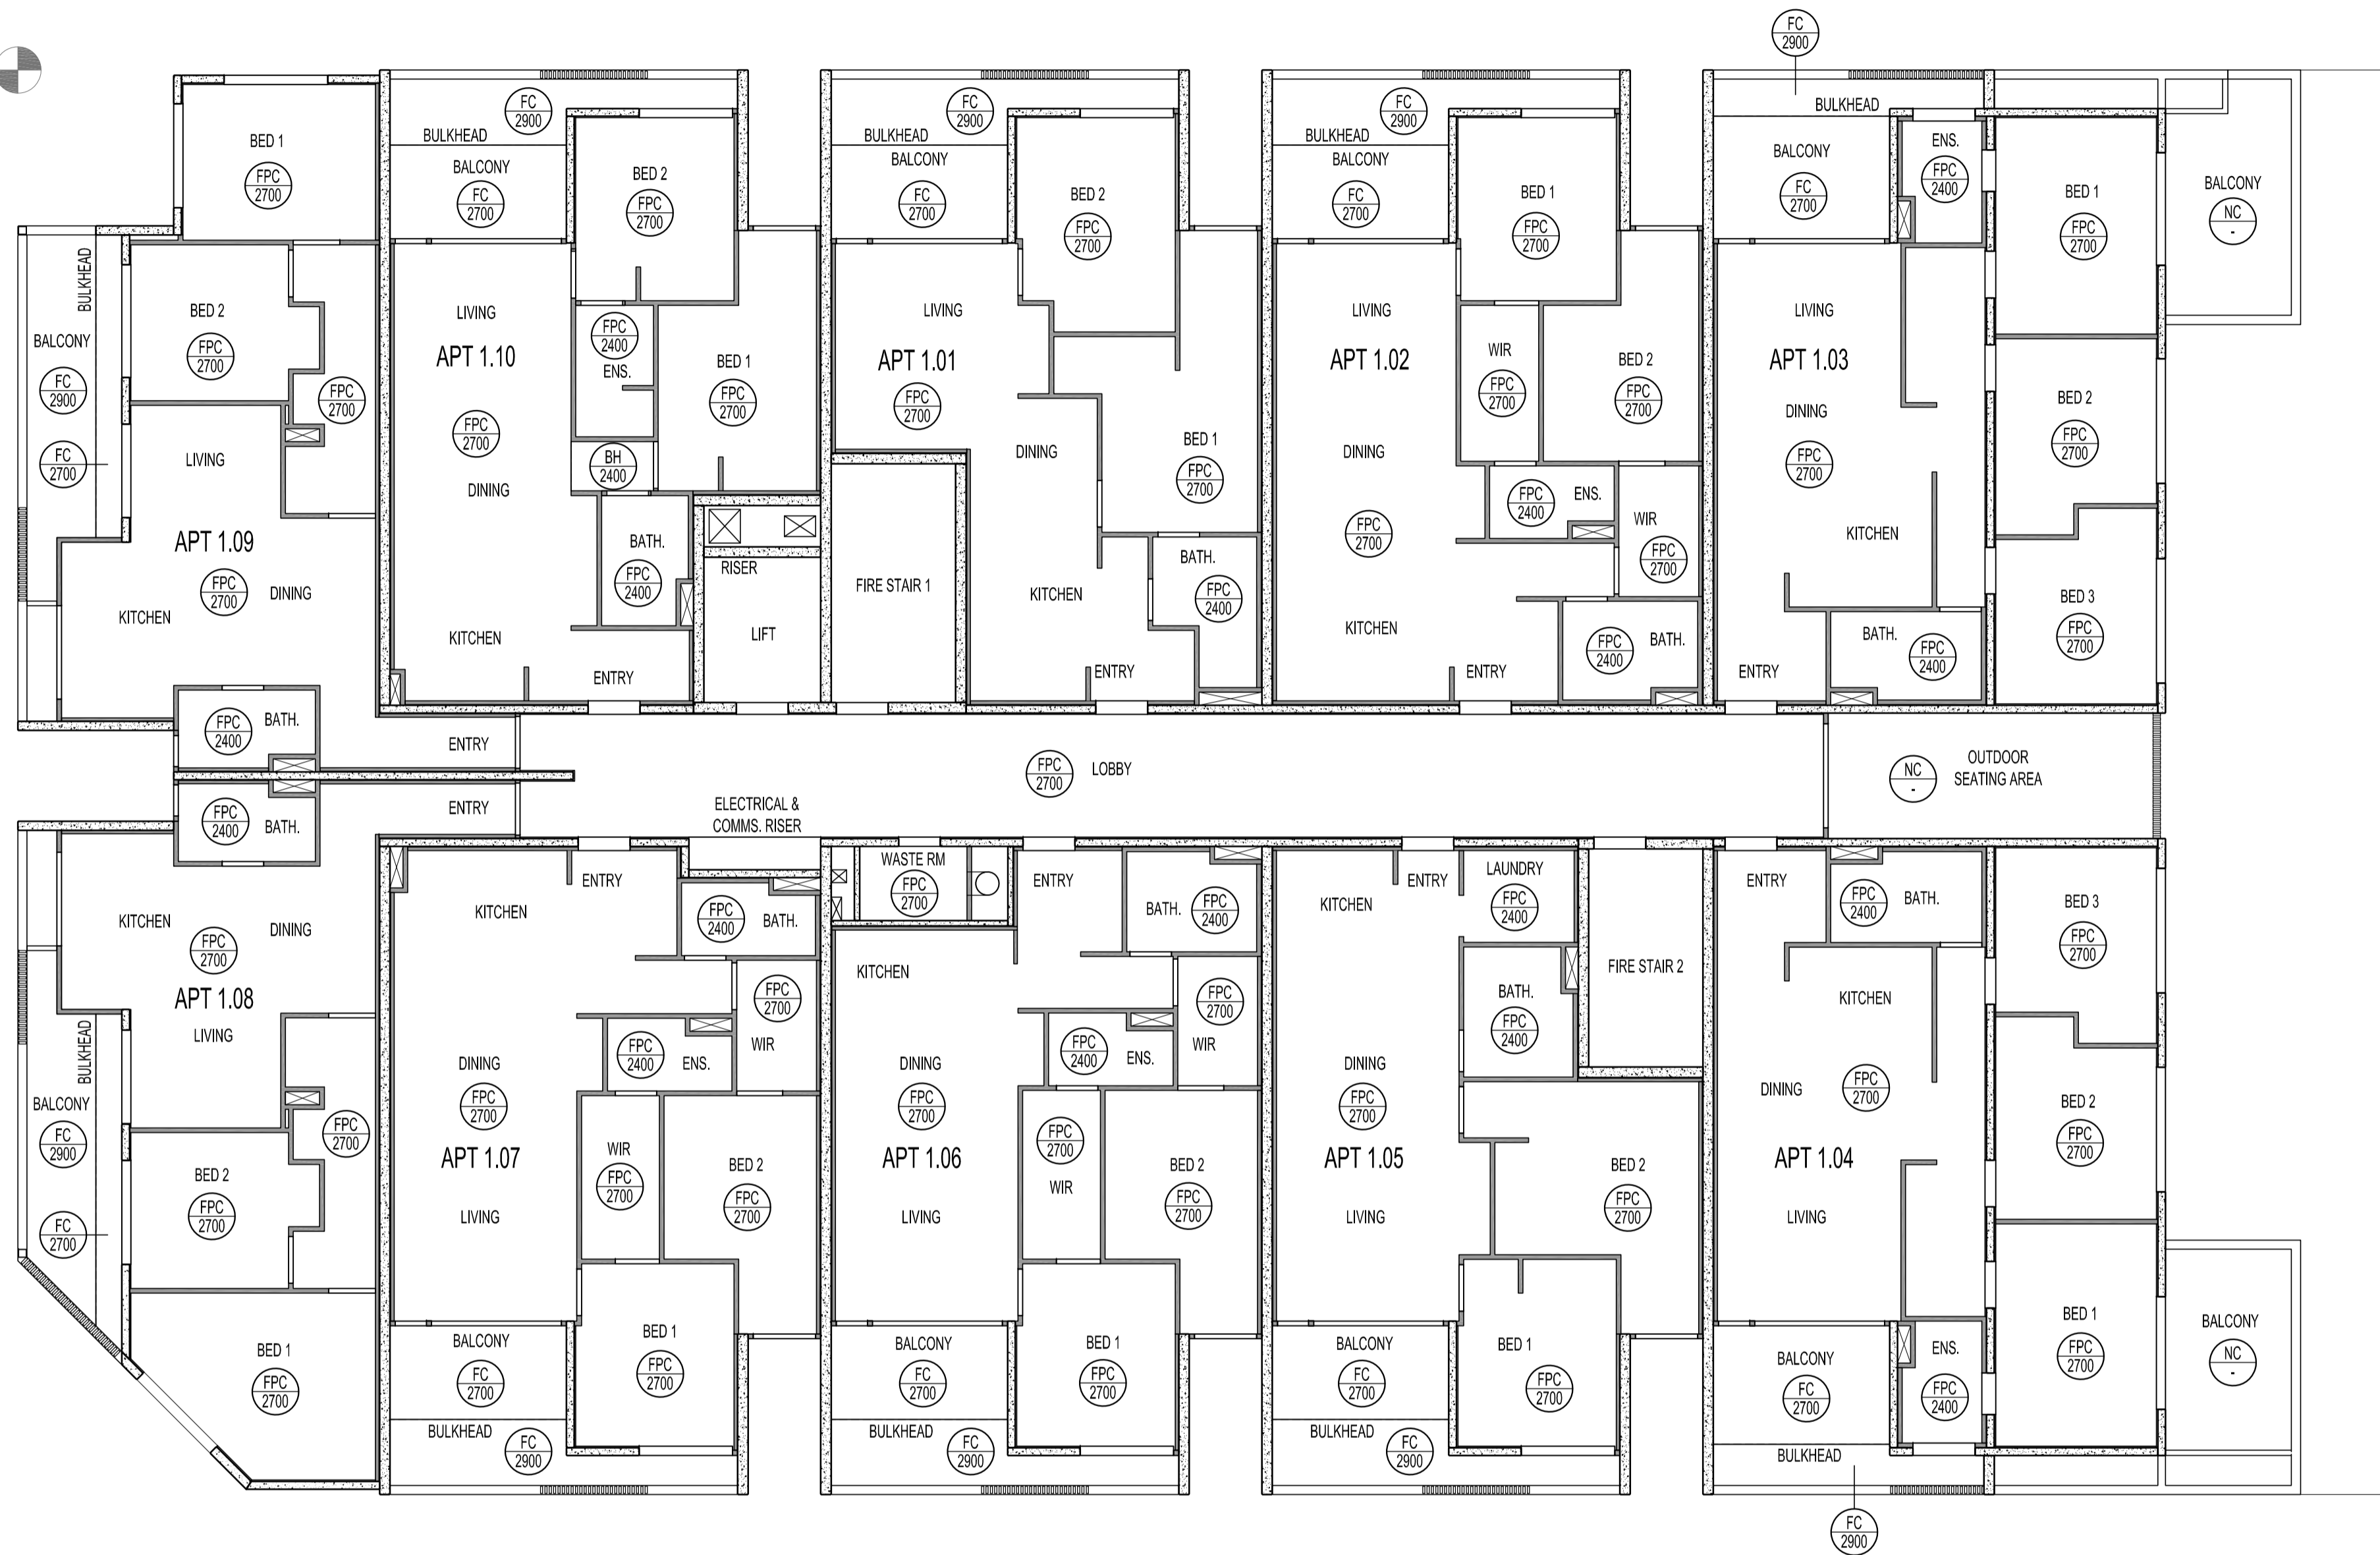 FC
2900
BED 1
FPC
2700
BED 2
FPC
2700
BULKHEAD
BALCONY
FC
2900
FC
2700
FPC
2700
LIVING
APT 1.09
FPC
2700
DINING
KITCHEN
FPC
2400
BATH.
ENTRY
FC
2900
BULKHEAD
BALCONY
FC
2700
BED 2
FPC
2700
LIVING
APT 1.10
FPC
2700
DINING
KITCHEN
FPC
2400
ENS.
BH
2400
BED 1
FPC
2700
BATH.
FPC
2400
ENTRY
RISER
LIFT
FC
2900
BULKHEAD
BALCONY
FC
2700
BED 2
FPC
2700
LIVING
APT 1.01
FPC
2700
DINING
BED 1
FPC
2700
FIRE STAIR 1
KITCHEN
BATH.
FPC
2400
ENTRY
FC
2900
BULKHEAD
BALCONY
FC
2700
BED 1
FPC
2700
LIVING
APT 1.02
WIR
FPC
2700
BED 2
FPC
2700
DINING
FPC
2700
FPC
2400
ENS.
WIR
FPC
2700
KITCHEN
FPC
2400
BATH.
ENTRY
BULKHEAD
BALCONY
FC
2700
ENS.
FPC
2400
BED 1
FPC
2700
BALCONY
NC
-
LIVING
APT 1.03
DINING
FPC
2700
KITCHEN
BED 2
FPC
2700
BED 3
FPC
2700
BATH.
FPC
2400
ENTRY
FPC
2700
LOBBY
NC
-
OUTDOOR
SEATING AREA
ELECTRICAL &
COMMS. RISER
FPC
2400
BATH.
ENTRY
KITCHEN
DINING
FPC
2700
APT 1.08
LIVING
BULKHEAD
BALCONY
FC
2900
FC
2700
FPC
2700
BED 2
FPC
2700
BED 1
FPC
2700
ENTRY
KITCHEN
FPC
2400
BATH.
FPC
2700
WIR
FPC
2400
ENS.
DINING
FPC
2700
APT 1.07
LIVING
WIR
FPC
2700
BED 2
FPC
2700
BED 1
FPC
2700
BALCONY
FC
2700
BULKHEAD
FC
2900
WASTE RM
FPC
2700
ENTRY
BATH.
FPC
2400
KITCHEN
FPC
2700
WIR
FPC
2400
ENS.
DINING
FPC
2700
APT 1.06
LIVING
FPC
2700
WIR
BED 2
FPC
2700
BED 1
FPC
2700
BALCONY
FC
2700
BULKHEAD
FC
2900
KITCHEN
ENTRY
LAUNDRY
FPC
2400
BATH.
FPC
2400
FIRE STAIR 2
DINING
FPC
2700
APT 1.05
LIVING
BED 2
FPC
2700
BED 1
FPC
2700
BALCONY
FC
2700
BULKHEAD
FC
2900
ENTRY
FPC
2400
BATH.
BED 3
FPC
2700
KITCHEN
DINING
FPC
2700
APT 1.04
LIVING
BED 2
FPC
2700
BED 1
FPC
2700
BALCONY
NC
-
ENS.
FPC
2400
BALCONY
FC
2700
BULKHEAD
FC
2900